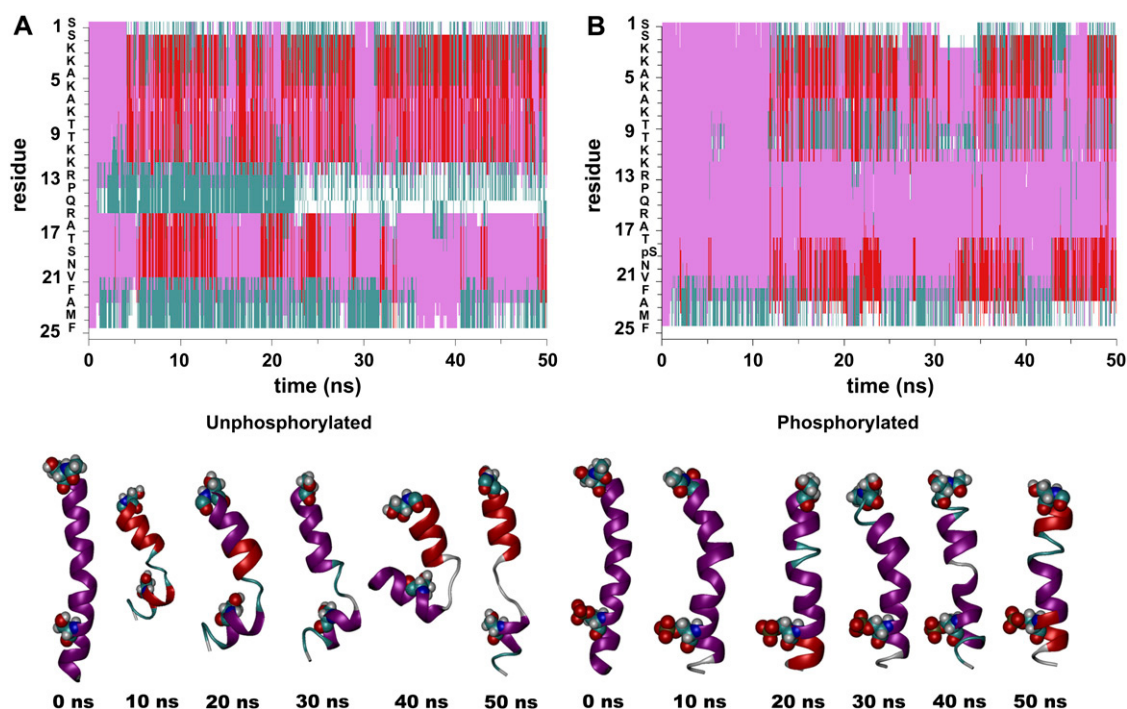 A
1 S
S
K
K
5 A
K
A
K
9 T
T
K
K
13 R
P
Q
R
17 A
T
S
N
21 V
F
A
M
25 F
residue
0 10 20 30 40 50
time (ns)
B
1 S
S
K
K
5 A
K
A
K
9 T
T
K
K
13 R
P
Q
R
17 A
T
pS
N
21 V
F
A
M
25 F
residue
0 10 20 30 40 50
time (ns)
Unphosphorylated
Phosphorylated
0 ns 10 ns 20 ns 30 ns 40 ns 50 ns
0 ns 10 ns 20 ns 30 ns 40 ns 50 ns